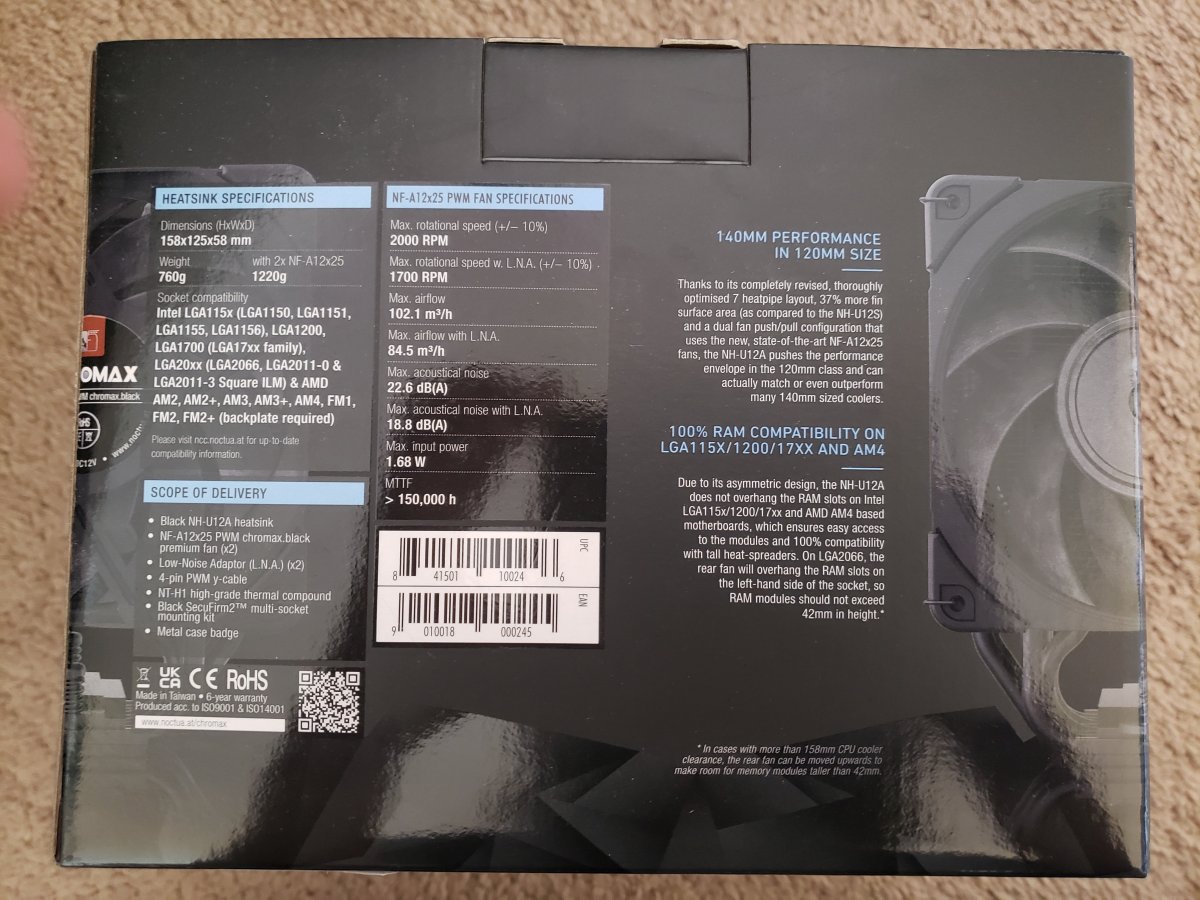 HEATSINK SPECIFICATIONS
Dimensions (HxWxD)
158x125x58 mm
Weight with 2x NF-A12x25
760g 1220g
Socket compatibility
Intel LGA115x (LGA1150, LGA1151,
LGA1155, LGA1156), LGA1200,
LGA1700 (LGA17xx family),
LGA20xx (LGA2066, LGA2011-0 &
LGA2011-3 Square ILM) & AMD
AM2, AM2+, AM3, AM3+, AM4, FM1,
FM2, FM2+ (backplate required)
Please visit ncc.noctua.at for up-to-date
compatibility information.
OMAX
M chromax.black
RoHS
DC12V • www.noct
SCOPE OF DELIVERY
• Black NH-U12A heatsink
• NF-A12x25 PWM chromax.black
premium fan (x2)
• Low-Noise Adaptor (L.N.A.) (x2)
• 4-pin PWM y-cable
• NT-H1 high-grade thermal compound
• Black SecuFirm2™ multi-socket
mounting kit
• Metal case badge
UK
CA CE RoHS
Made in Taiwan • 6-year warranty
Produced acc. to ISO9001 & ISO14001
www.noctua.at/chromax
NF-A12x25 PWM FAN SPECIFICATIONS
Max. rotational speed (+/– 10%)
2000 RPM
Max. rotational speed w. L.N.A. (+/– 10%)
1700 RPM
Max. airflow
102.1 m³/h
Max. airflow with L.N.A.
84.5 m³/h
Max. acoustical noise
22.6 dB(A)
Max. acoustical noise with L.N.A.
18.8 dB(A)
Max. input power
1.68 W
MTTF
> 150,000 h
UPC
8 41501 10024 6
EAN
9 010018 000245
140MM PERFORMANCE
IN 120MM SIZE
Thanks to its completely revised, thoroughly
optimised 7 heatpipe layout, 37% more fin
surface area (as compared to the NH-U12S)
and a dual fan push/pull configuration that
uses the new, state-of-the-art NF-A12x25
fans, the NH-U12A pushes the performance
envelope in the 120mm class and can
actually match or even outperform
many 140mm sized coolers.
100% RAM COMPATIBILITY ON
LGA115X/1200/17XX AND AM4
Due to its asymmetric design, the NH-U12A
does not overhang the RAM slots on Intel
LGA115x/1200/17xx and AMD AM4 based
motherboards, which ensures easy access
to the modules and 100% compatibility
with tall heat-spreaders. On LGA2066, the
rear fan will overhang the RAM slots on
the left-hand side of the socket, so
RAM modules should not exceed
42mm in height.*
* In cases with more than 158mm CPU cooler
clearance, the rear fan can be moved upwards to
make room for memory modules taller than 42mm.